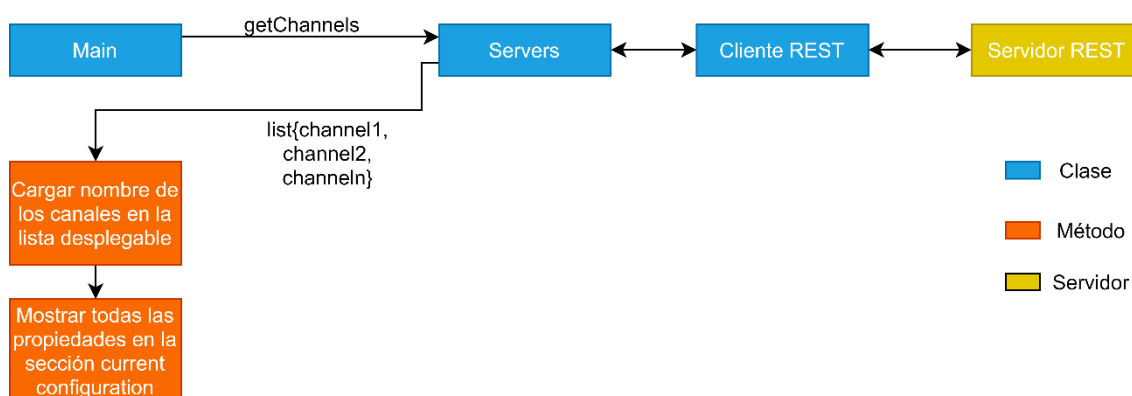 getChannels
Main
Servers
Cliente REST
Servidor REST
list{channel1,
channel2,
channeln}
Cargar nombre de
los canales en la
lista desplegable
Mostrar todas las
propiedades en la
sección current
configuration
Clase
Método
Servidor